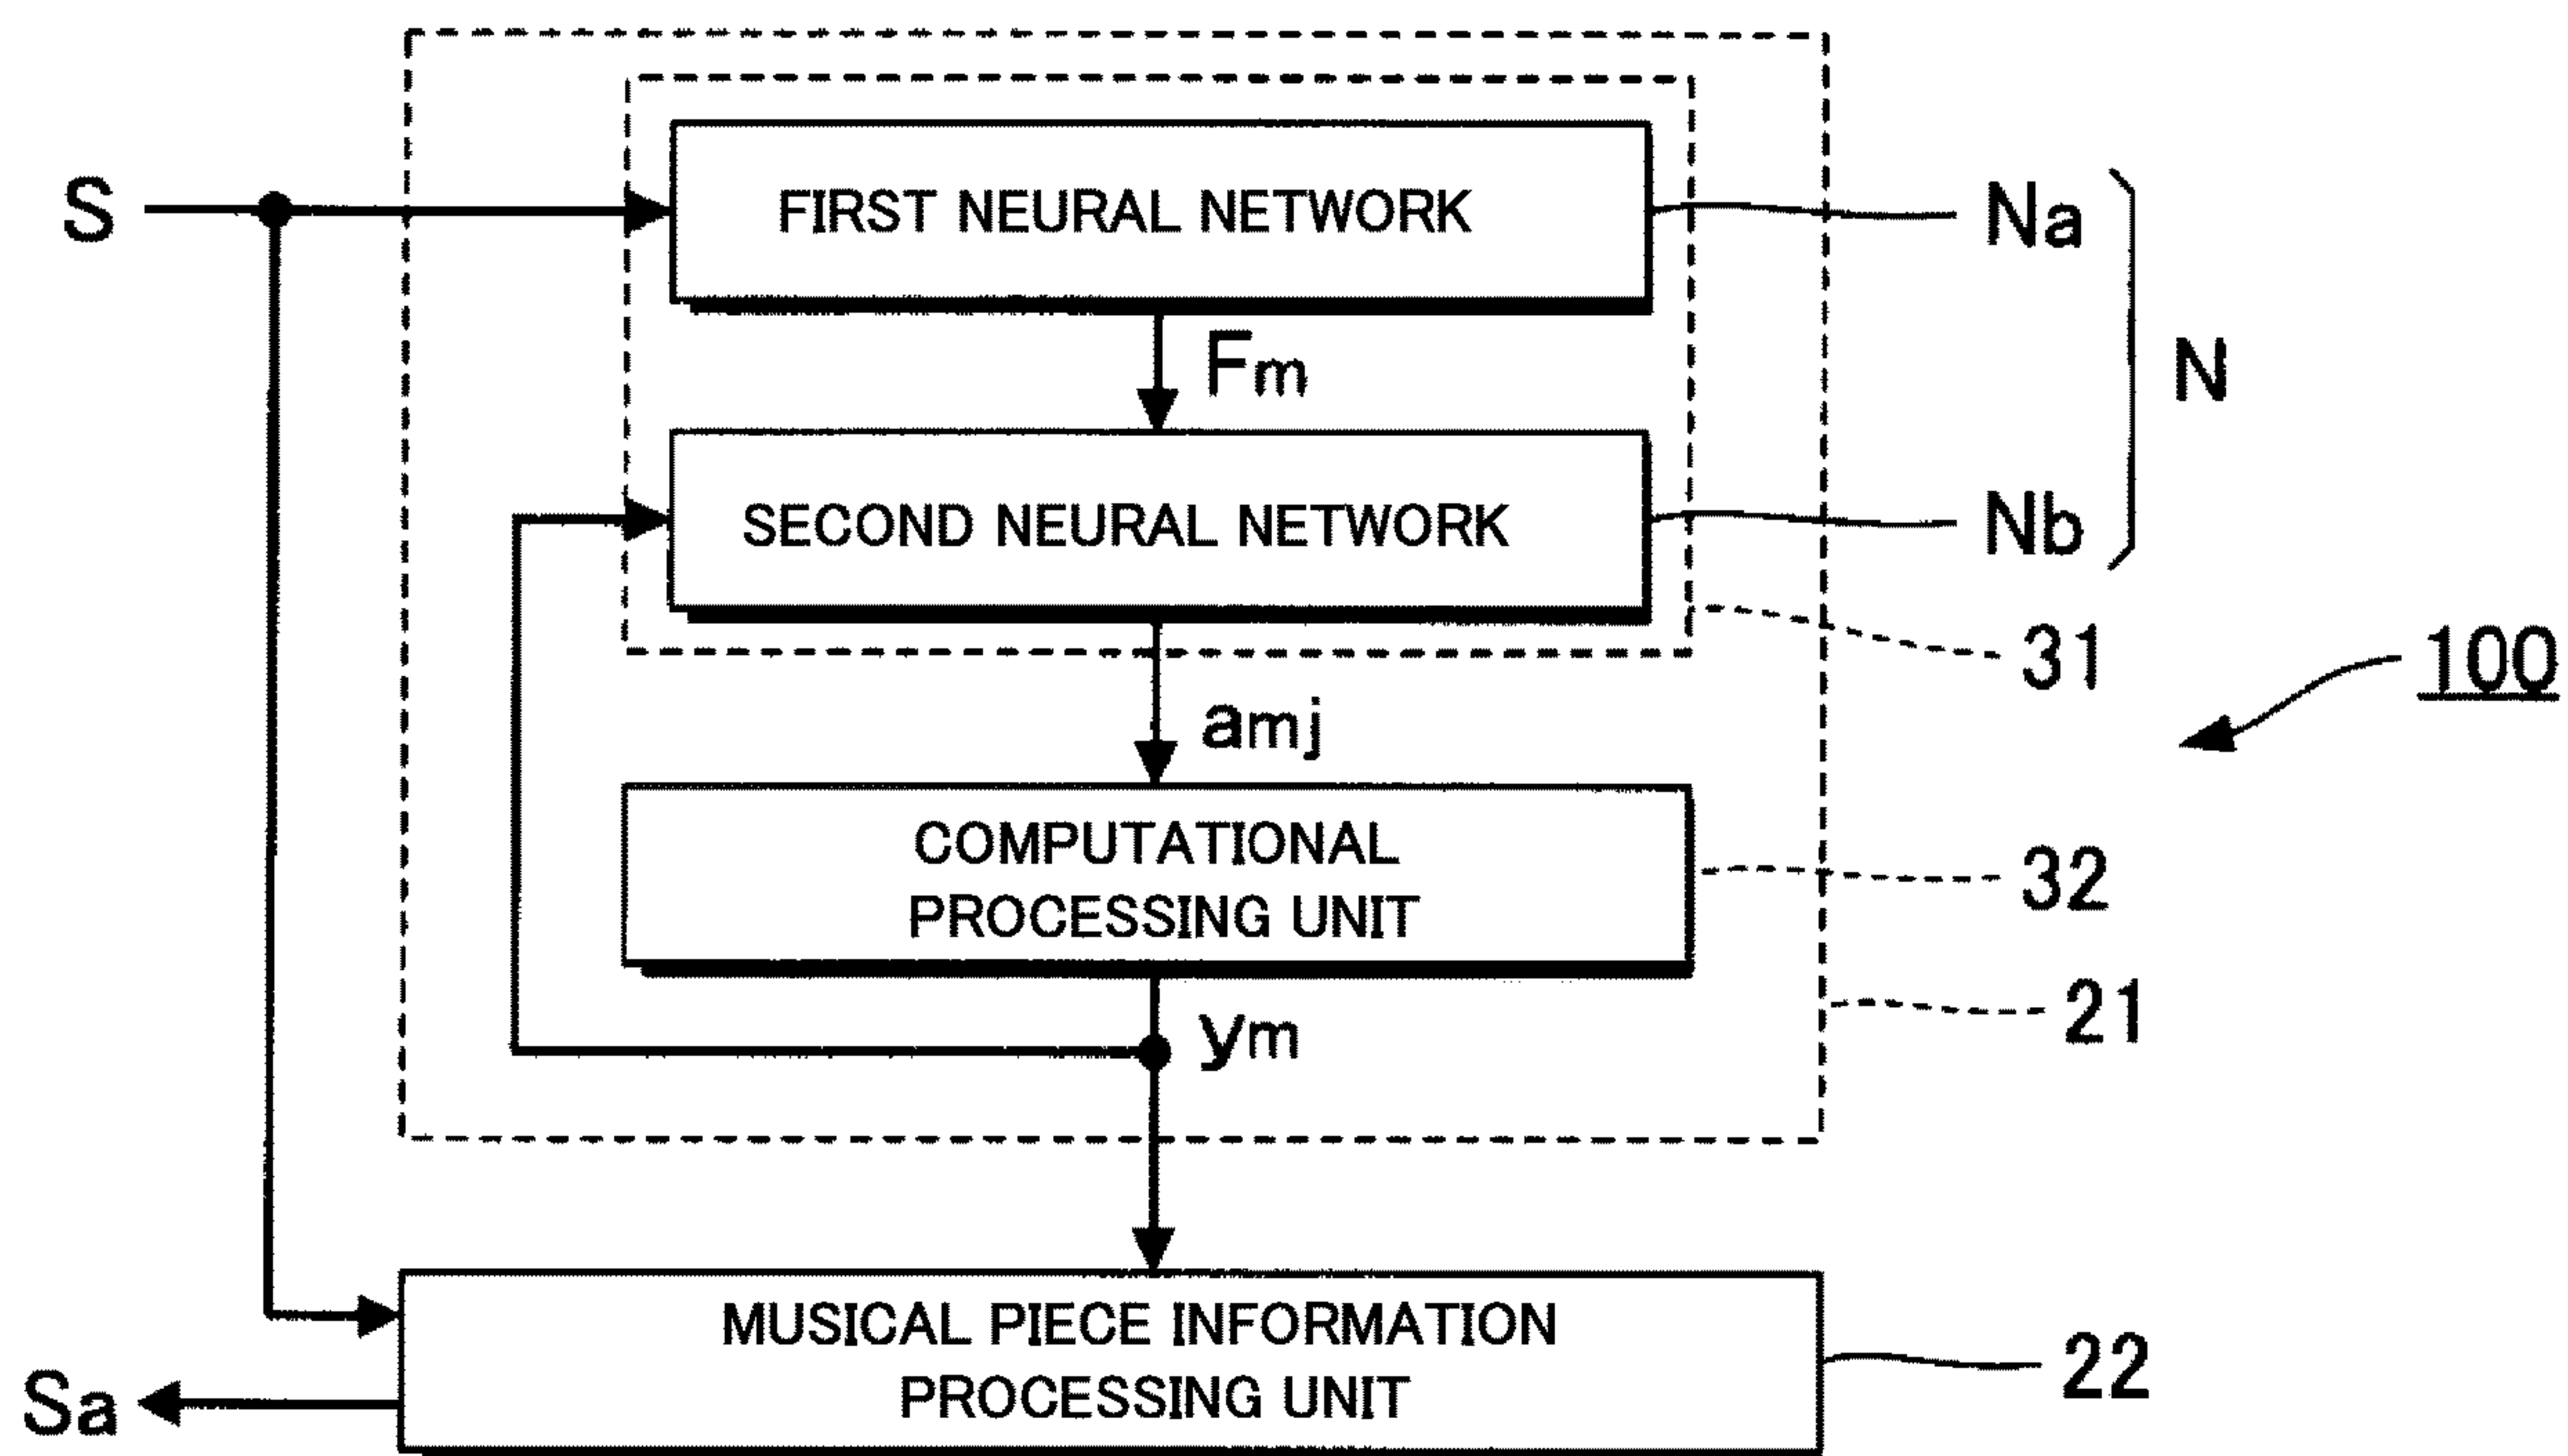 S
FIRST NEURAL NETWORK
Na
Fm
N
SECOND NEURAL NETWORK
Nb
31
100
amj
COMPUTATIONAL
PROCESSING UNIT
32
21
ym
MUSICAL PIECE INFORMATION
PROCESSING UNIT
22
Sa